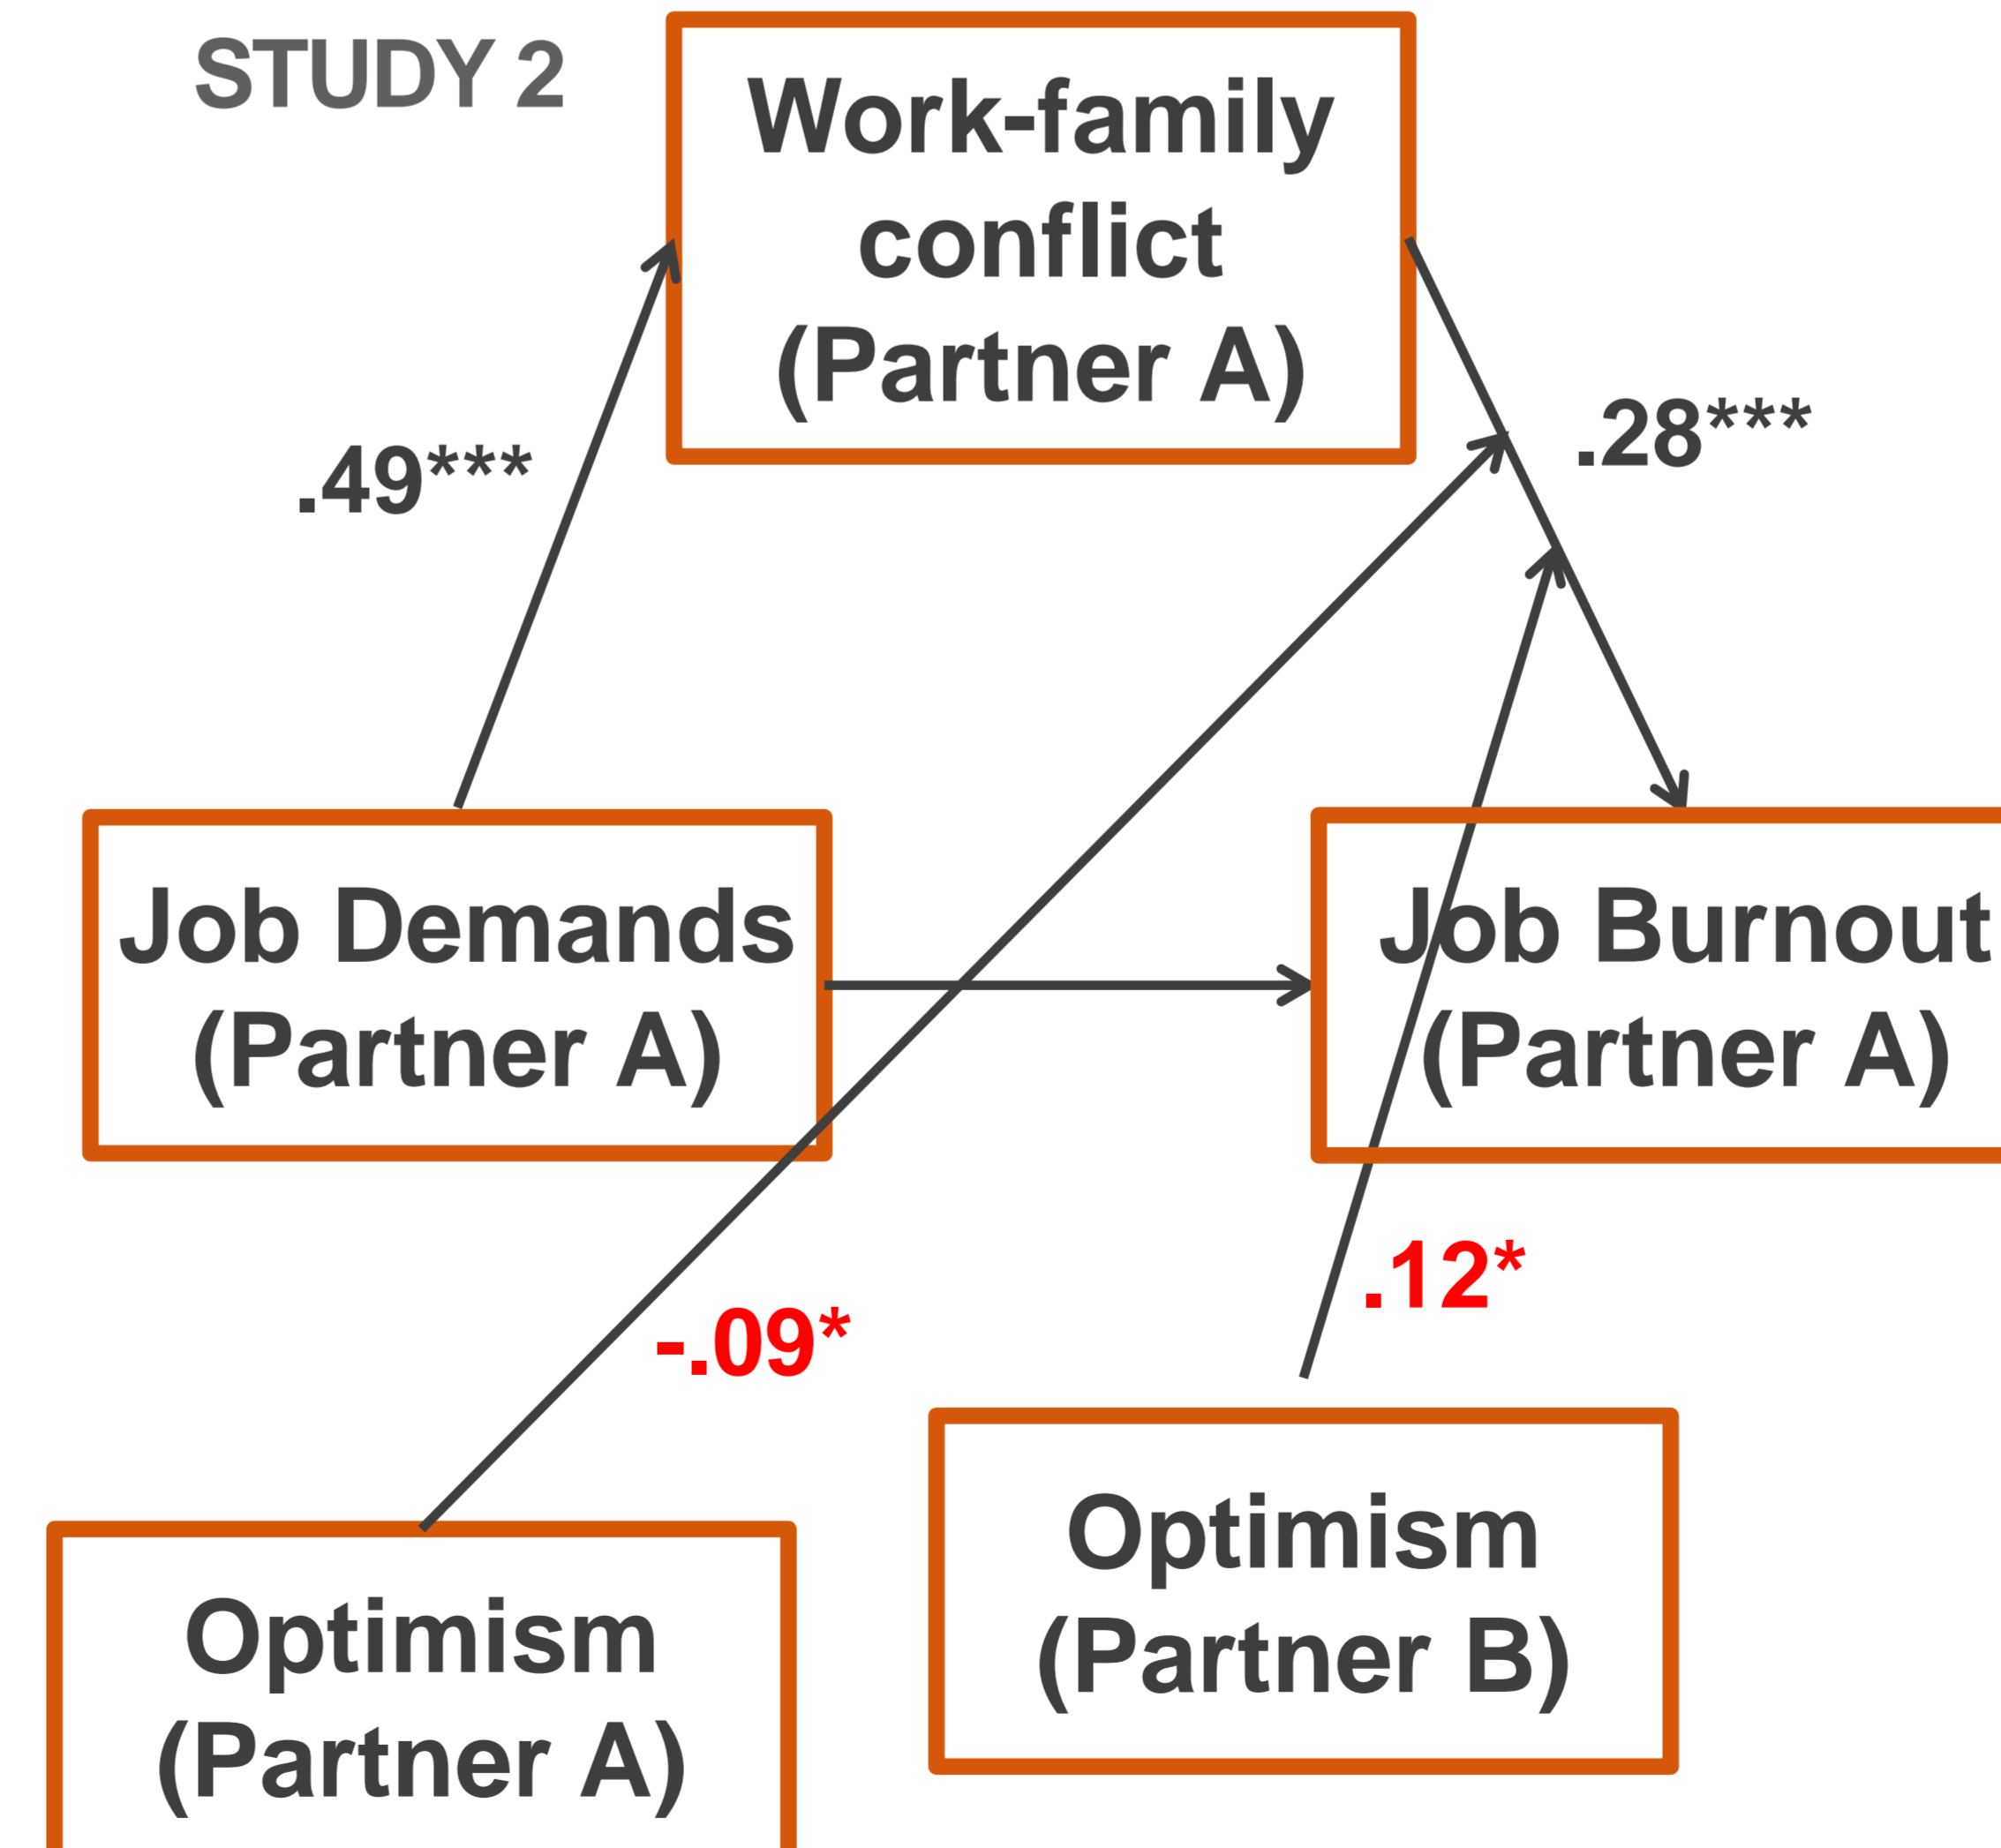 STUDY 2
Work-family
conflict
(Partner A)
.49***
.28***
Job Demands
(Partner A)
Job Burnout
(Partner A)
-.09*
.12*
Optimism
(Partner B)
Optimism
(Partner A)